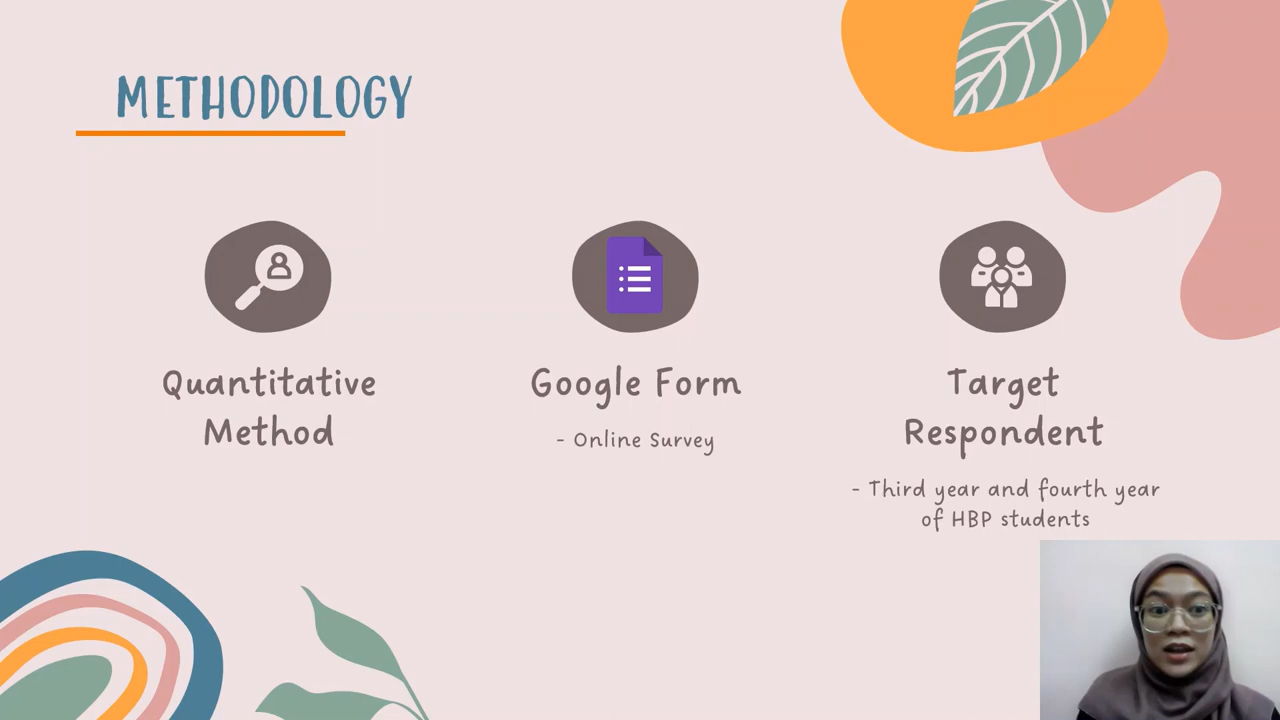 METHODOLOGY
Quantitative
Method
Google Form
- Online Survey
Target
Respondent
- Third year and fourth year
of HBP students